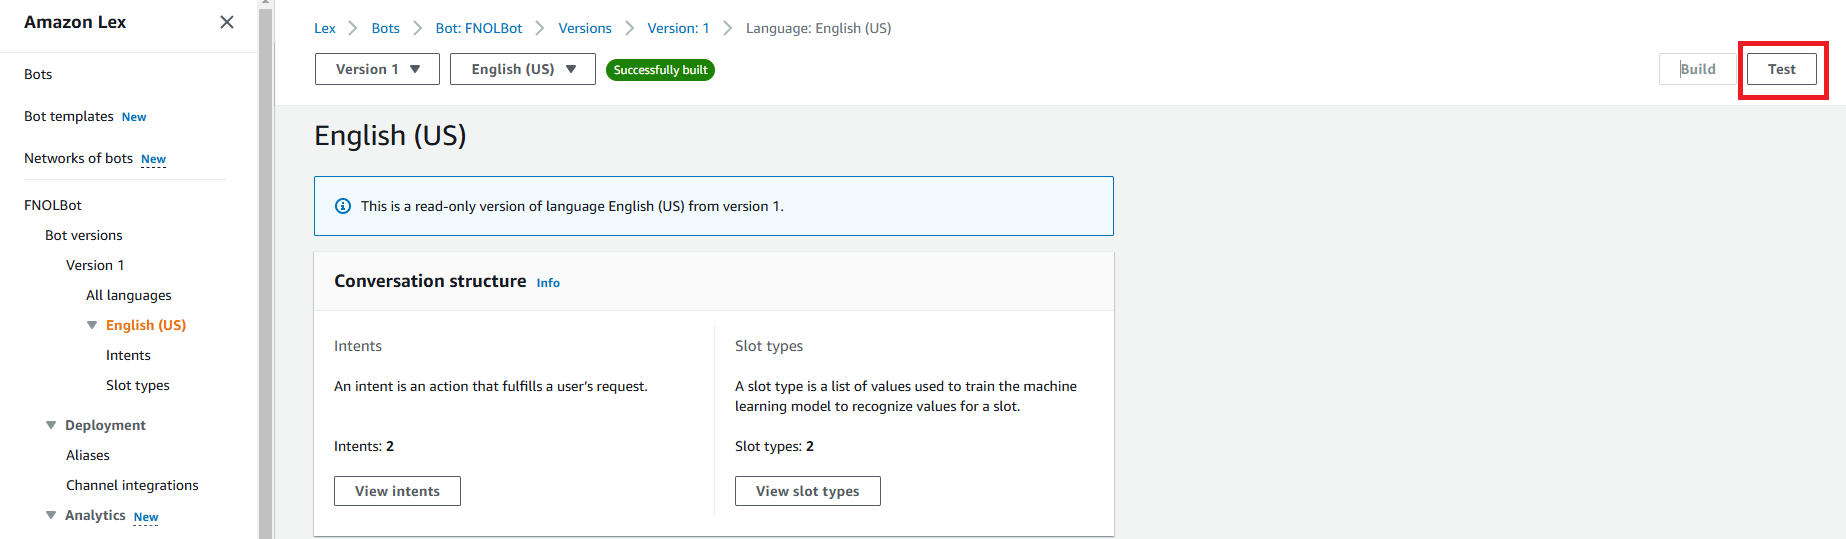 Amazon Lex
Bots
Bot templates New
Networks of bots New
FNOLBot
Bot versions
Version 1
All languages
English (US)
Intents
Slot types
Deployment
Aliases
Channel integrations
Analytics New
Lex
Bots
Bot: FNOLBot
Versions
Version: 1
Language: English (US)
Version 1
English (US)
Successfully built
Build
Test
English (US)
This is a read-only version of language English (US) from version 1.
Conversation structure Info
Intents
An intent is an action that fulfills a user's request.
Intents: 2
View intents
Slot types
A slot type is a list of values used to train the machine
learning model to recognize values for a slot.
Slot types: 2
View slot types